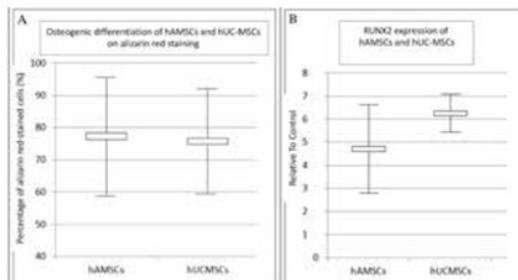 A
Osteogenic differentiation of hAMSCs and hUC-MSCs
on alizarin red staining
Percentage of alizarin red-stained cells (%)
100
90
80
70
60
50
40
hAMSCs
hUCMSCs
B
RUNX2 expression of
hAMSCs and hUC-MSCs
Relative To Control
8
7
6
5
4
3
2
1
0
hAMSCs
hUCMSCs